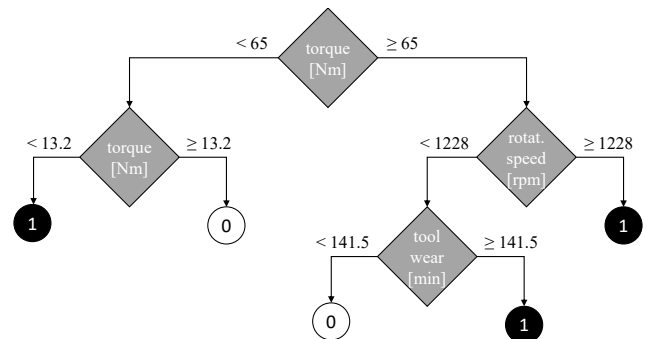 < 65
torque
[Nm]
≥ 65
< 13.2
torque
[Nm]
≥ 13.2
< 1228
rotat.
speed
[rpm]
≥ 1228
1
0
< 141.5
tool
wear
[min]
≥ 141.5
1
0
1